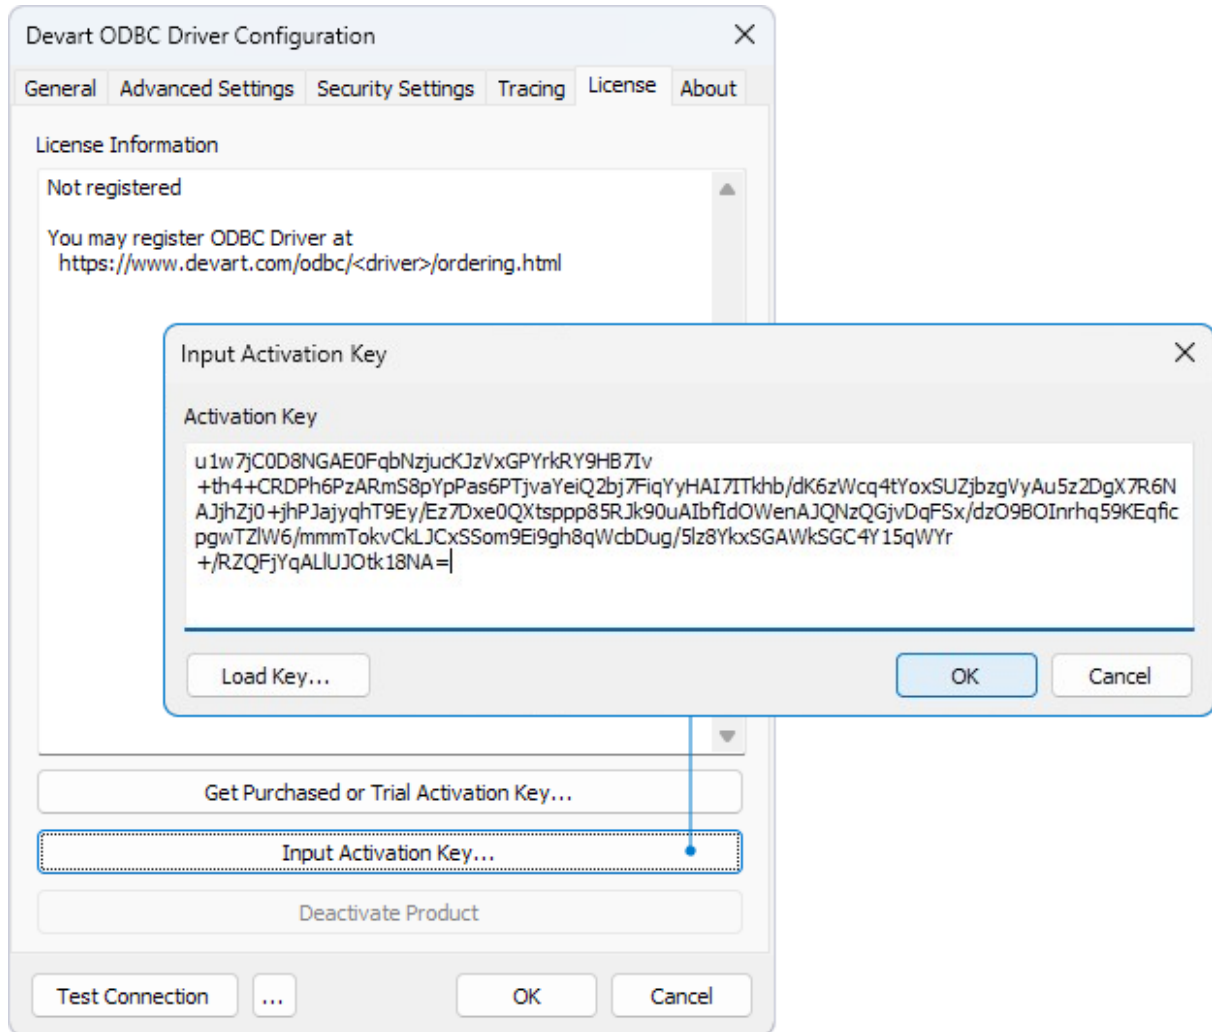 Devart ODBC Driver Configuration
General Advanced Settings Security Settings Tracing License About
License Information
Not registered
You may register ODBC Driver at
https://www.devart.com/odbc/<driver>/ordering.html
Input Activation Key
Activation Key
u1w7jC0D8NGAE0FqbNzjucKJzVxGPYrkRY9HB7Iv
+th4+CRDPh6PzARmS8pYpPas6PTjvaYeiQ2bj7FiqYyHAI7ITkhb/dK6zWcq4tYoxSUZjbzgVyAu5z2DgX7R6N
AJjhZj0+jhPJajyqhT9Ey/Ez7Dxe0QXtsppp85RJk90uAIbfIdOWenAJQNzQGjvDqFSx/dzO9BOInrhq59KEqfic
pgwTZlW6/mmmTokvCkLJCxSSom9Ei9gh8qWcbDug/5lz8YkxSGAWkSGC4Y15qWYr
+/RZQFjYqALlUJOtk18NA=
Load Key...
OK
Cancel
Get Purchased or Trial Activation Key...
Input Activation Key...
Deactivate Product
Test Connection ... OK Cancel